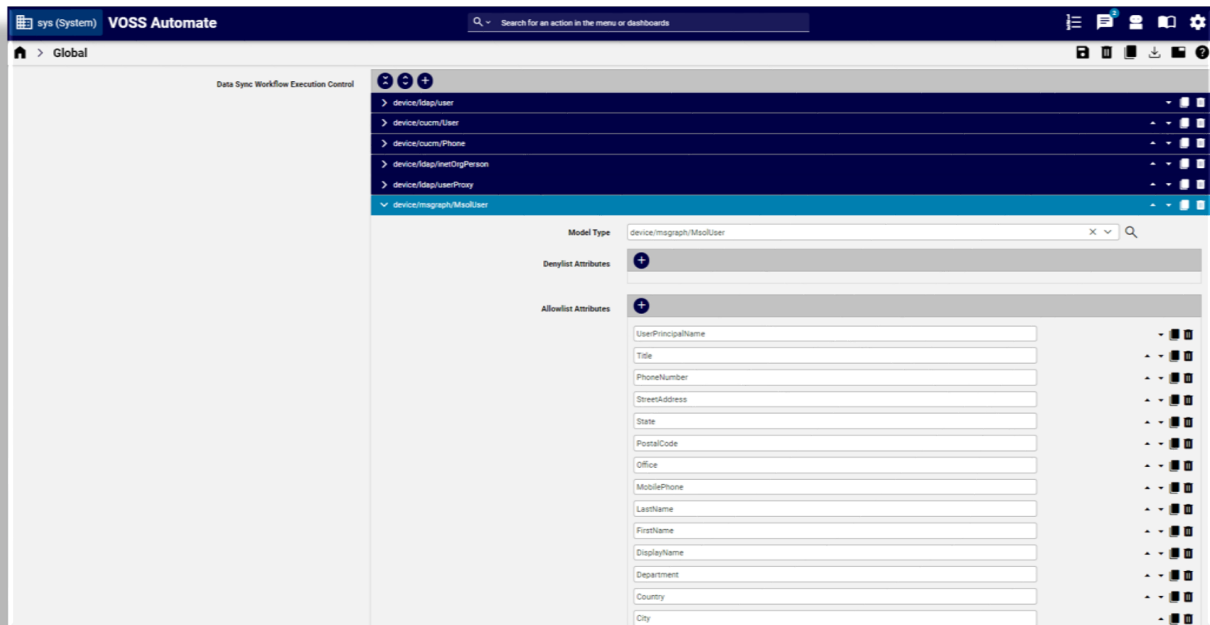 sys (System) VOSS Automate Search for an action in the menu or dashboards 2
> Global
Data Sync Workflow Execution Control
device/ldap/user
device/cucm/User
device/cucm/Phone
device/ldap/inetOrgPerson
device/ldap/userProxy
device/msgraph/MsolUser
Model Type device/msgraph/MsolUser
Denylist Attributes
Allowlist Attributes
UserPrincipalName
Title
PhoneNumber
StreetAddress
State
PostalCode
Office
MobilePhone
LastName
FirstName
DisplayName
Department
Country
City